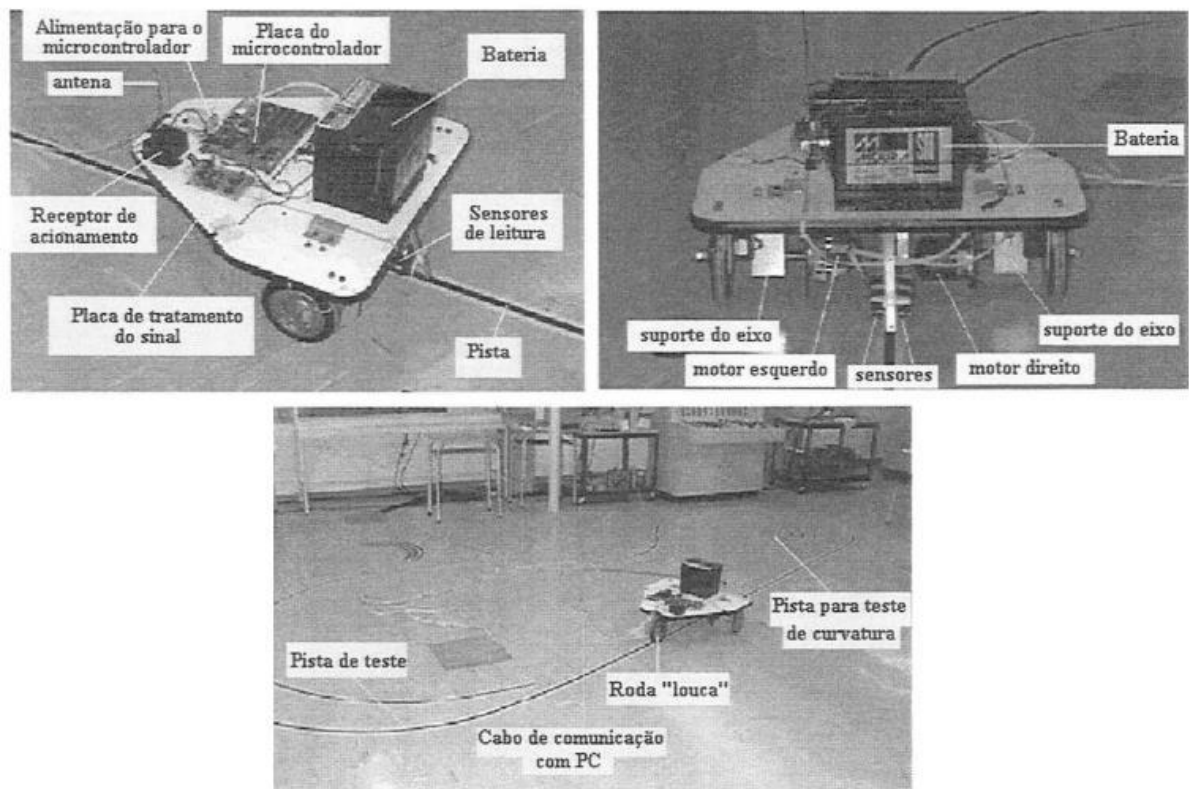 Alimentação para o
microcontrolador
Placa do
microcontrolador
Bateria
antena
Receptor de
acionamento
Sensores
de leitura
Placa de tratamento
do sinal
Pista
Bateria
suporte do eixo
suporte do eixo
motor esquerdo
sensores
motor direito
Pista para teste
de curvatura
Pista de teste
Roda "louca"
Cabo de comunicação
com PC